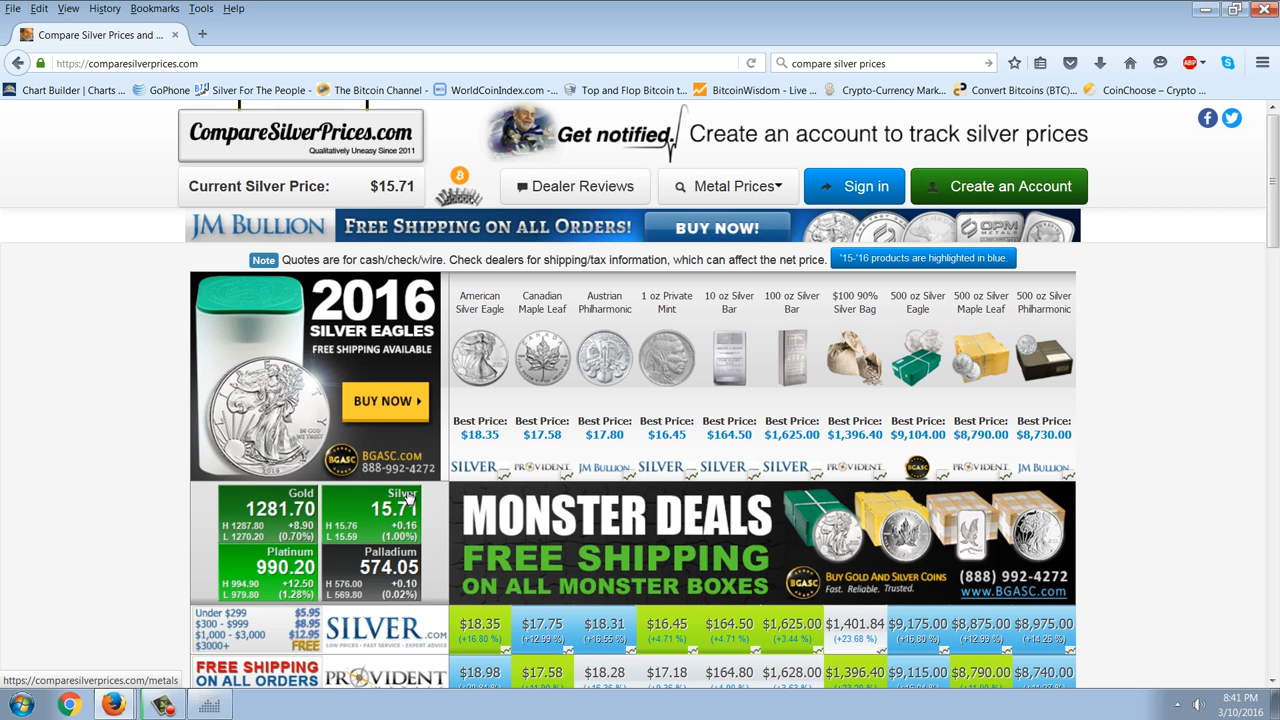 File Edit View History Bookmarks Tools Help
Compare Silver Prices and ...
https://comparesilverprices.com
compare silver prices
ABP
Chart Builder | Charts ... GoPhone Silver For The People - The Bitcoin Channel - WorldCoinIndex.com -... Top and Flop Bitcoin t... BitcoinWisdom - Live ... Crypto-Currency Mark... Convert Bitcoins (BTC)... CoinChoose – Crypto ...
CompareSilverPrices.com
Qualitatively Uneasy Since 2011
Get notified. Create an account to track silver prices
Current Silver Price: $15.71
Dealer Reviews Metal Prices Sign in Create an Account
JM BULLION FREE SHIPPING ON ALL ORDERS! BUY NOW! OPM METALS
Note Quotes are for cash/check/wire. Check dealers for shipping/tax information, which can affect the net price. '15-'16 products are highlighted in blue.
2016
SILVER EAGLES
FREE SHIPPING AVAILABLE
BUY NOW
BGASC BGASC.COM
888-992-4272
American Silver Eagle
Canadian Maple Leaf
Austrian Philharmonic
1 oz Private Mint
10 oz Silver Bar
100 oz Silver Bar
$100 90% Silver Bag
500 oz Silver Eagle
500 oz Silver Maple Leaf
500 oz Silver Philharmonic
Best Price: Best Price: Best Price: Best Price: Best Price: Best Price: Best Price: Best Price: Best Price: Best Price:
$18.35 $17.58 $17.80 $16.45 $164.50 $1,625.00 $1,396.40 $9,104.00 $8,790.00 $8,730.00
SILVER PROVIDENT JM BULLION SILVER SILVER SILVER PROVIDENT BGASC PROVIDENT JM BULLION
Gold
1281.70
H 1287.80 +8.90
L 1270.20 (0.70%)
Silver
15.71
H 15.76 +0.16
L 15.59 (1.00%)
Platinum
990.20
H 994.90 +12.50
L 979.80 (1.28%)
Palladium
574.05
H 576.00 +0.10
L 569.80 (0.02%)
MONSTER DEALS
FREE SHIPPING
ON ALL MONSTER BOXES
BGASC BUY GOLD AND SILVER COINS
Fast. Reliable. Trusted.
(888) 992-4272
www.BGASC.com
Under $299 $5.95
$300 - $999 $8.95
$1,000 - $3,000 $12.95
$3000+ FREE
SILVER.COM
LOW PRICES • FAST SERVICE • EXPERT ADVICE
$18.35 $17.75 $18.31 $16.45 $164.50 $1,625.00 $1,401.84 $9,175.00 $8,875.00 $8,975.00
(+16.80 %) (+12.99 %) (+16.55 %) (+4.71 %) (+4.71 %) (+3.44 %) (+23.68 %) (+16.80 %) (+12.99 %) (+14.26 %)
FREE SHIPPING
ON ALL ORDERS
PROVIDENT
$18.98 $17.58 $18.28 $17.18 $164.80 $1,628.00 $1,396.40 $9,115.00 $8,790.00 $8,740.00
https://comparesilverprices.com/metals
8:41 PM
3/10/2016